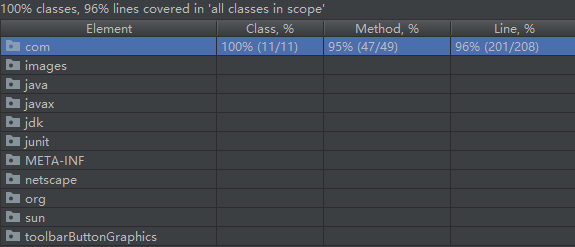 100% classes, 96% lines covered in 'all classes in scope'
Element Class, % Method, % Line, %
com 100% (11/11) 95% (47/49) 96% (201/208)
images
java
javax
jdk
junit
META-INF
netscape
org
sun
toolbarButtonGraphics